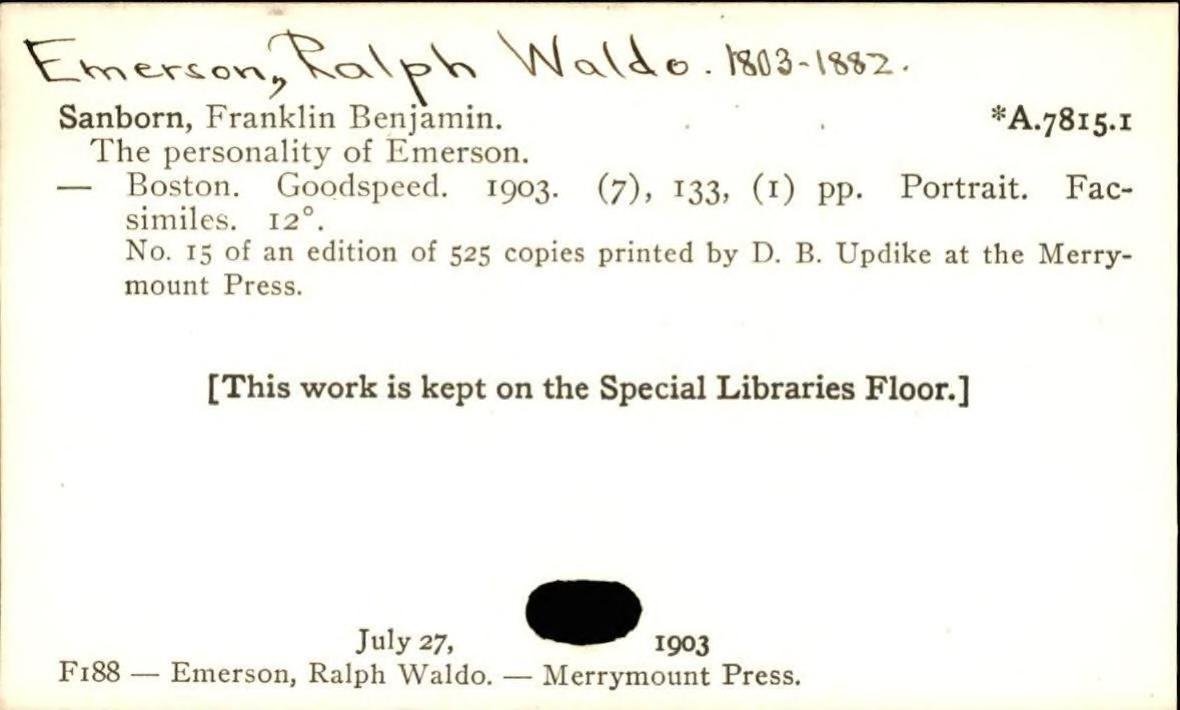 Emerson, Ralph Waldo. 1803-1882.
Sanborn, Franklin Benjamin. *A.7815.1
The personality of Emerson.
— Boston. Goodspeed. 1903. (7), 133, (1) pp. Portrait. Fac-
similes. 12°.
No. 15 of an edition of 525 copies printed by D. B. Updike at the Merry-
mount Press.
[This work is kept on the Special Libraries Floor.]
July 27, 1903
F188 — Emerson, Ralph Waldo. — Merrymount Press.